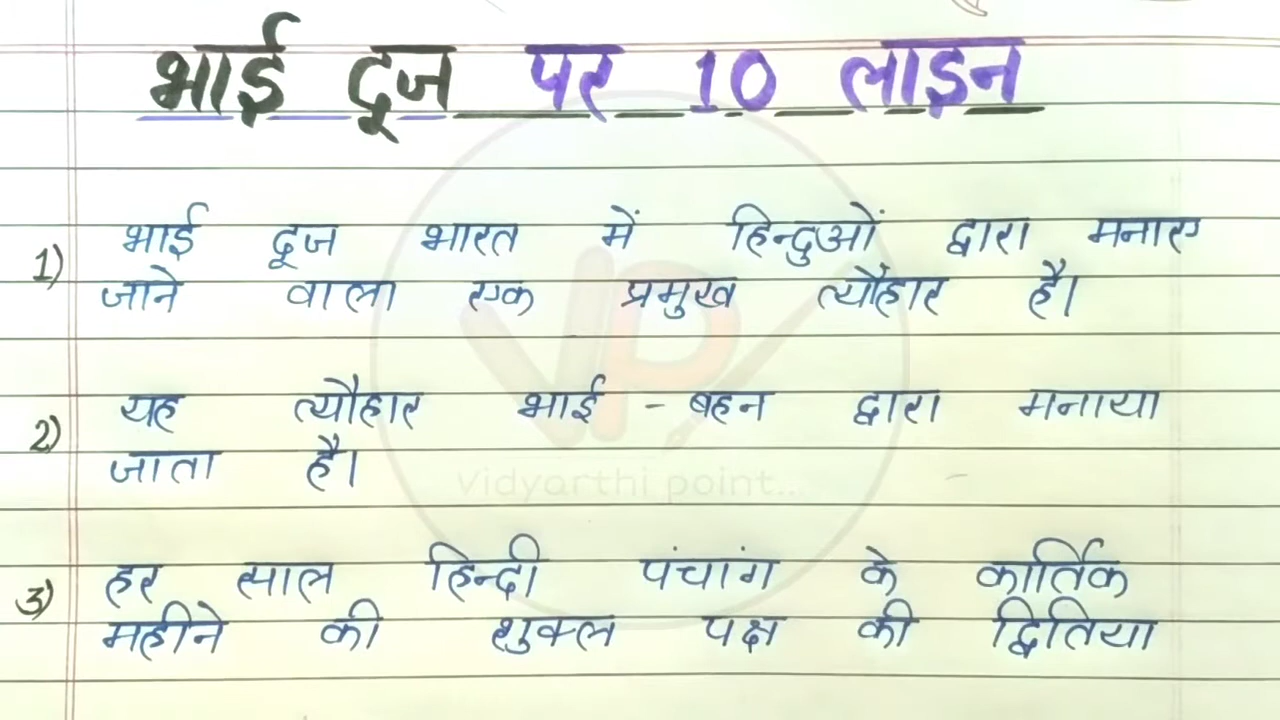 भाई दूज पर 10 लाइन
1) भाई दूज भारत में हिन्दुओं द्वारा मनाए
जाने वाला एक प्रमुख त्यौहार है।
2) यह त्यौहार भाई - बहन द्वारा मनाया
जाता है।
Vidyarthi point...
3) हर साल हिन्दी पंचांग के कार्तिक
महीने की शुक्ल पक्ष की द्वितिया